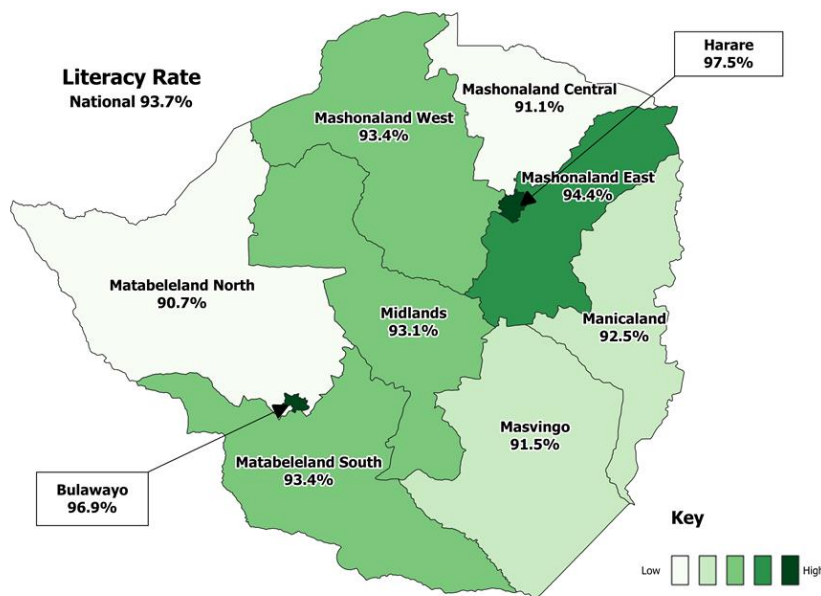 Harare
97.5%
Literacy Rate
National 93.7%
Mashonaland Central
91.1%
Mashonaland West
93.4%
Mashonaland East
94.4%
Matabeleland North
90.7%
Midlands
93.1%
Manicaland
92.5%
Masvingo
91.5%
Matabeleland South
93.4%
Bulawayo
96.9%
Key
Low
High